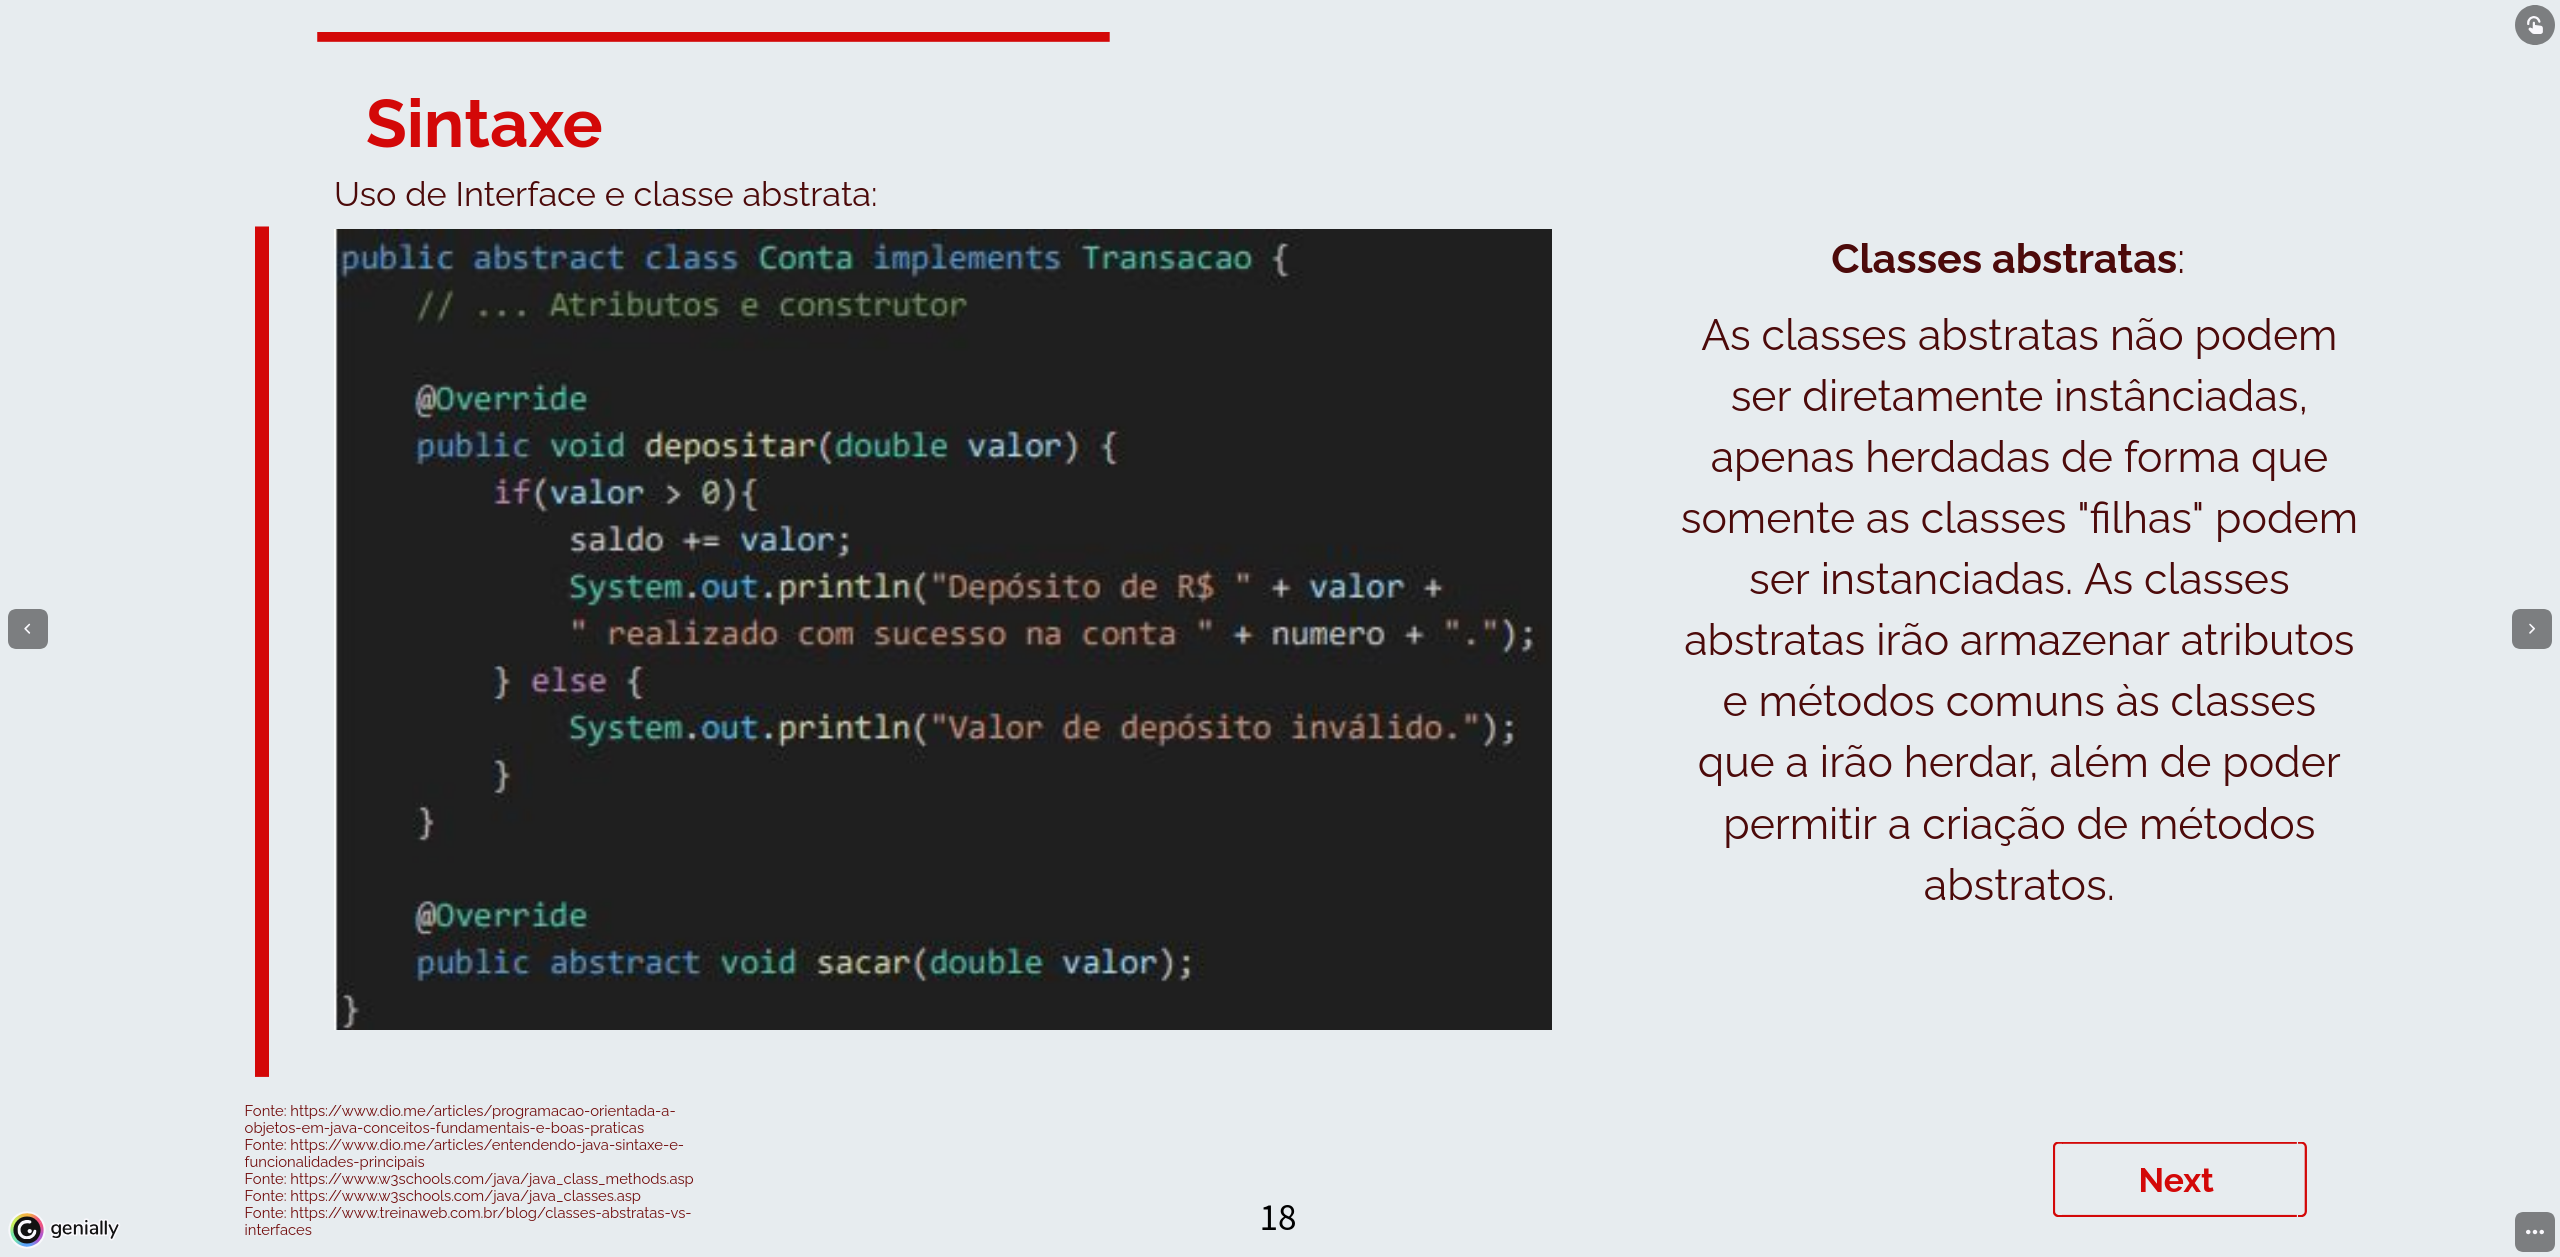 Sintaxe
Uso de Interface e classe abstrata:
public abstract class Conta implements Transacao {
// ... Atributos e construtor
@Override
public void depositar(double valor) {
if(valor > 0){
saldo += valor;
System.out.println("Depósito de R$ " + valor +
" realizado com sucesso na conta " + numero + ".");
} else {
System.out.println("Valor de depósito inválido.");
}
}
@Override
public abstract void sacar(double valor);
}
Classes abstratas:
As classes abstratas não podem
ser diretamente instânciadas,
apenas herdadas de forma que
somente as classes "filhas" podem
ser instanciadas. As classes
abstratas irão armazenar atributos
e métodos comuns às classes
que a irão herdar, além de poder
permitir a criação de métodos
abstratos.
Fonte: https://www.dio.me/articles/programacao-orientada-a-
objetos-em-java-conceitos-fundamentais-e-boas-praticas
Fonte: https://www.dio.me/articles/entendendo-java-sintaxe-e-
funcionalidades-principais
Fonte: https://www.w3schools.com/java/java_class_methods.asp
Fonte: https://www.w3schools.com/java/java_classes.asp
Fonte: https://www.treinaweb.com.br/blog/classes-abstratas-vs-
interfaces
genially
18
Next